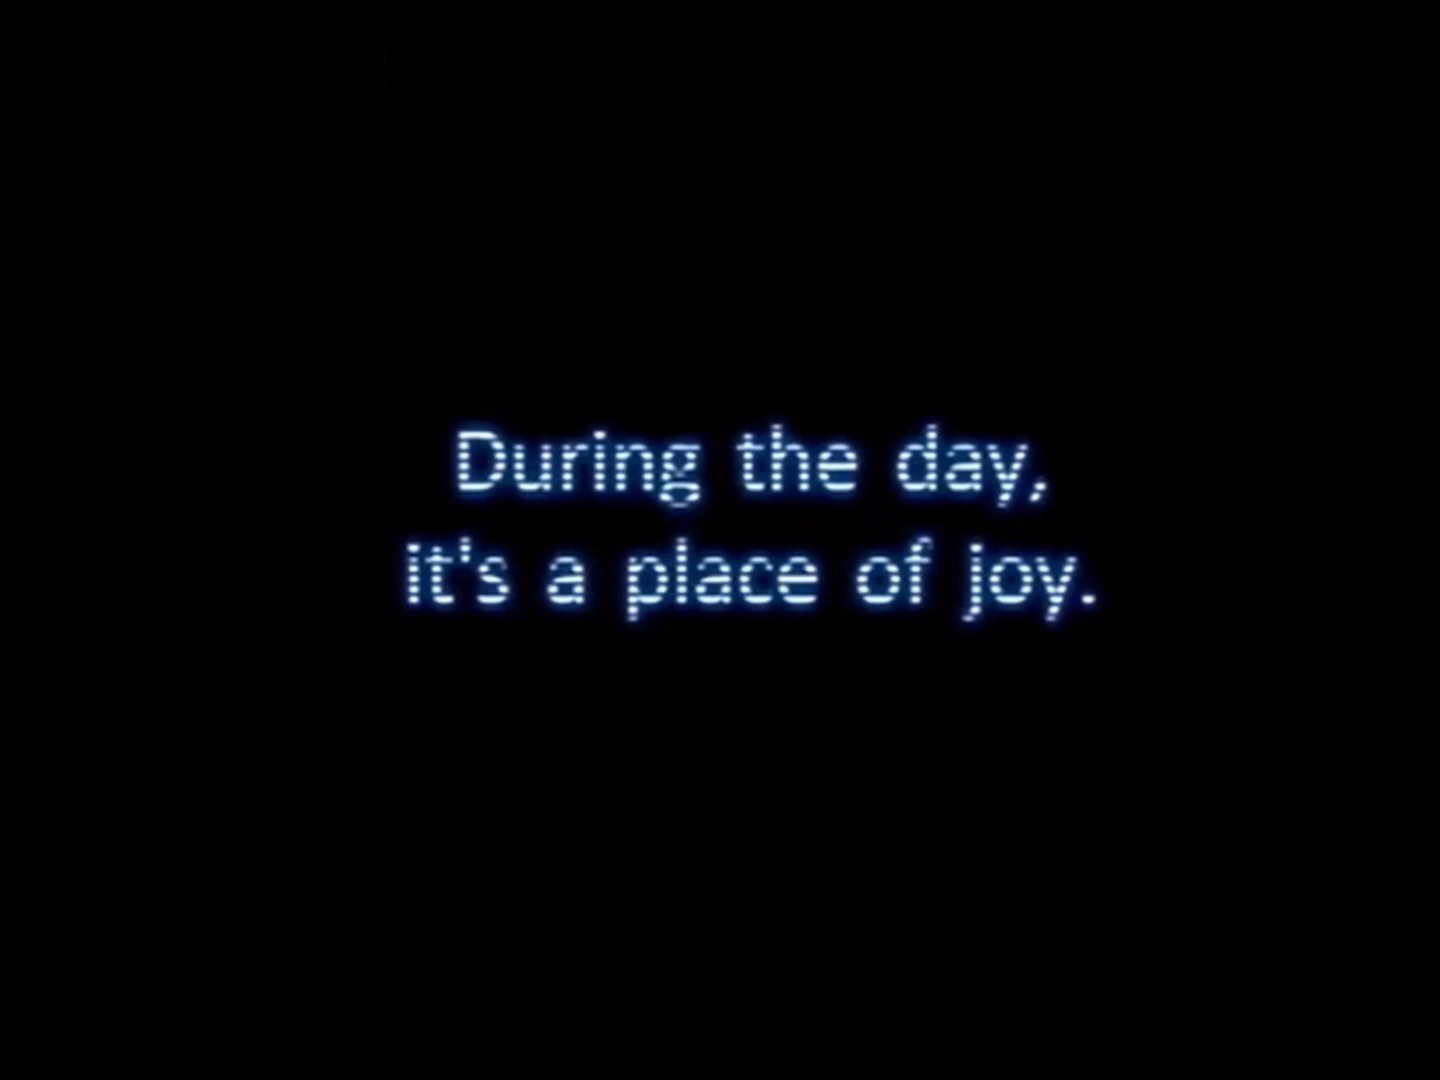 During the day,
it's a place of joy.